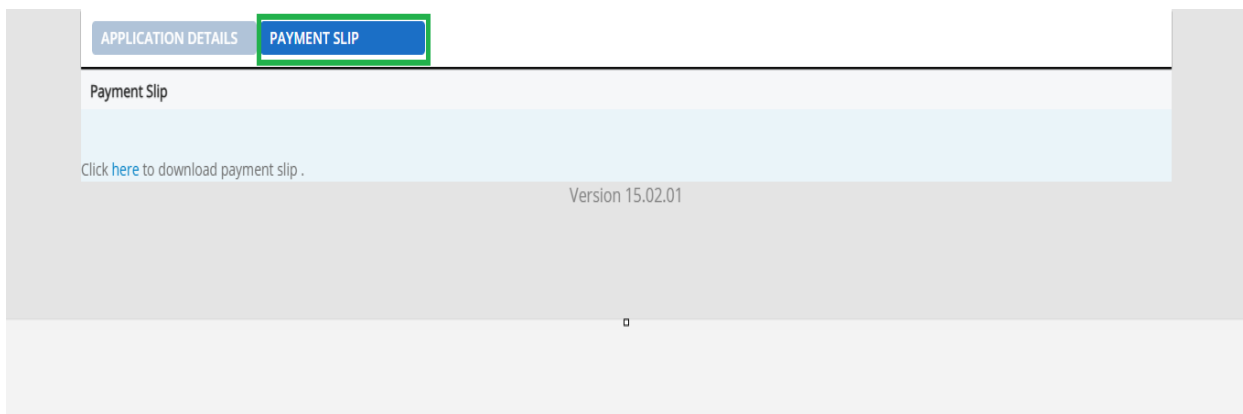 APPLICATION DETAILS PAYMENT SLIP
Payment Slip
Click here to download payment slip .
Version 15.02.01